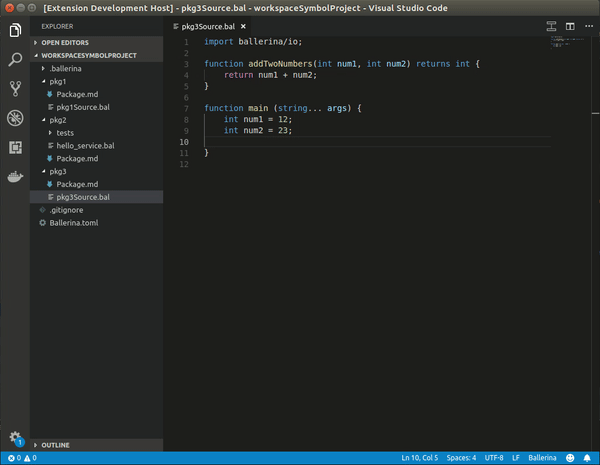 [Extension Development Host] - pkg3Source.bal - workspaceSymbolProject - Visual Studio Code
EXPLORER
OPEN EDITORS
WORKSPACESYMBOLPROJECT
.ballerina
pkg1
Package.md
pkg1Source.bal
pkg2
tests
hello_service.bal
Package.md
pkg3
Package.md
pkg3Source.bal
.gitignore
Ballerina.toml
OUTLINE
1
pkg3Source.bal
1 import ballerina/io;
2
3 function addTwoNumbers(int num1, int num2) returns int {
4 return num1 + num2;
5 }
6
7 function main (string... args) {
8 int num1 = 12;
9 int num2 = 23;
10
11 }
12
0 0
Ln 10, Col 5 Spaces: 4 UTF-8 LF Ballerina